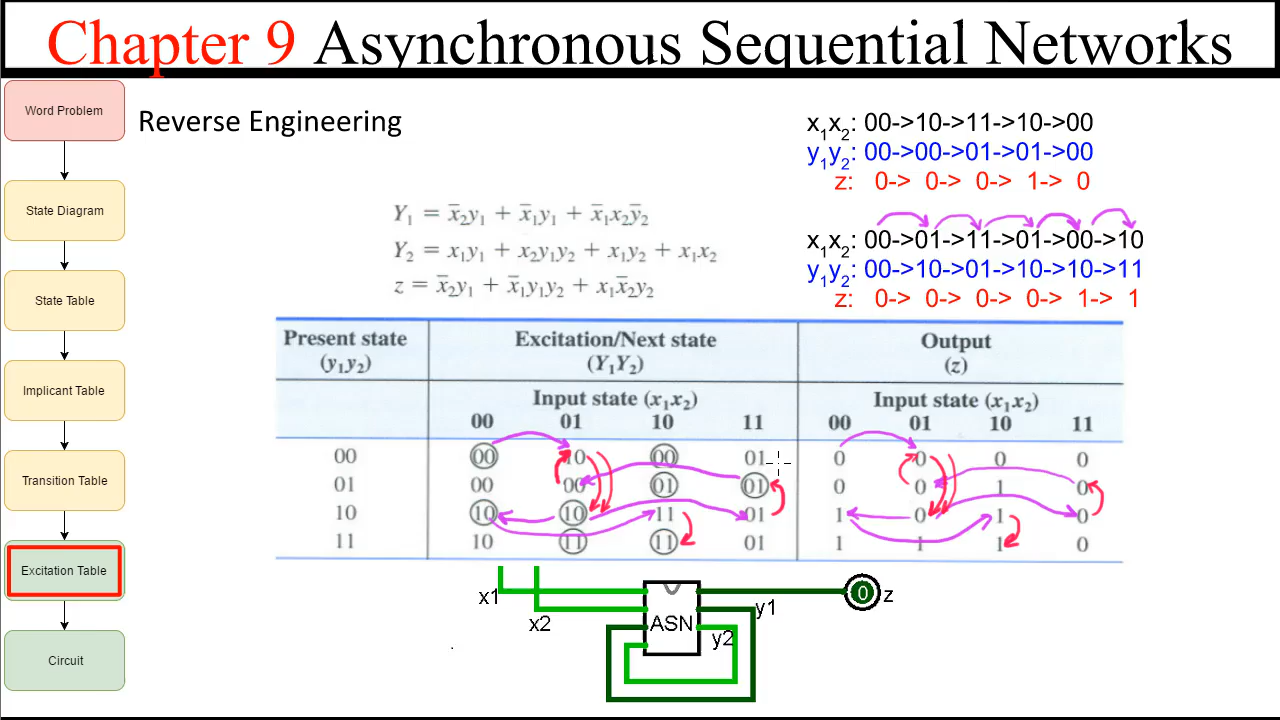 Chapter 9 Asynchronous Sequential Networks
Word Problem
State Diagram
State Table
Implicant Table
Transition Table
Excitation Table
Circuit
Reverse Engineering
x₁x₂: 00->10->11->10->00
y₁y₂: 00->00->01->01->00
z: 0-> 0-> 0-> 1-> 0
x₁x₂: 00->01->11->01->00->10
y₁y₂: 00->10->01->10->10->11
z: 0-> 0-> 0-> 0-> 1-> 1
Y₁ = x̅₂y₁ + x̅₁y₁ + x̅₁x₂y̅₂
Y₂ = x₁y₁ + x₂y₁y₂ + x₁y₂ + x₁x₂
z = x̅₂y₁ + x̅₁y₁y₂ + x₁x̅₂y₂
Present state Excitation/Next state Output
(y₁y₂) (Y₁Y₂) (z)
Input state (x₁x₂) Input state (x₁x₂)
00 01 10 11 00 01 10 11
00 00 10 00 01 0 0 0 0
01 00 00 01 01 0 0 1 0
10 10 10 11 01 1 0 1 0
11 10 11 11 01 1 1 1 0
x1
x2
ASN
y1
y2
0 z